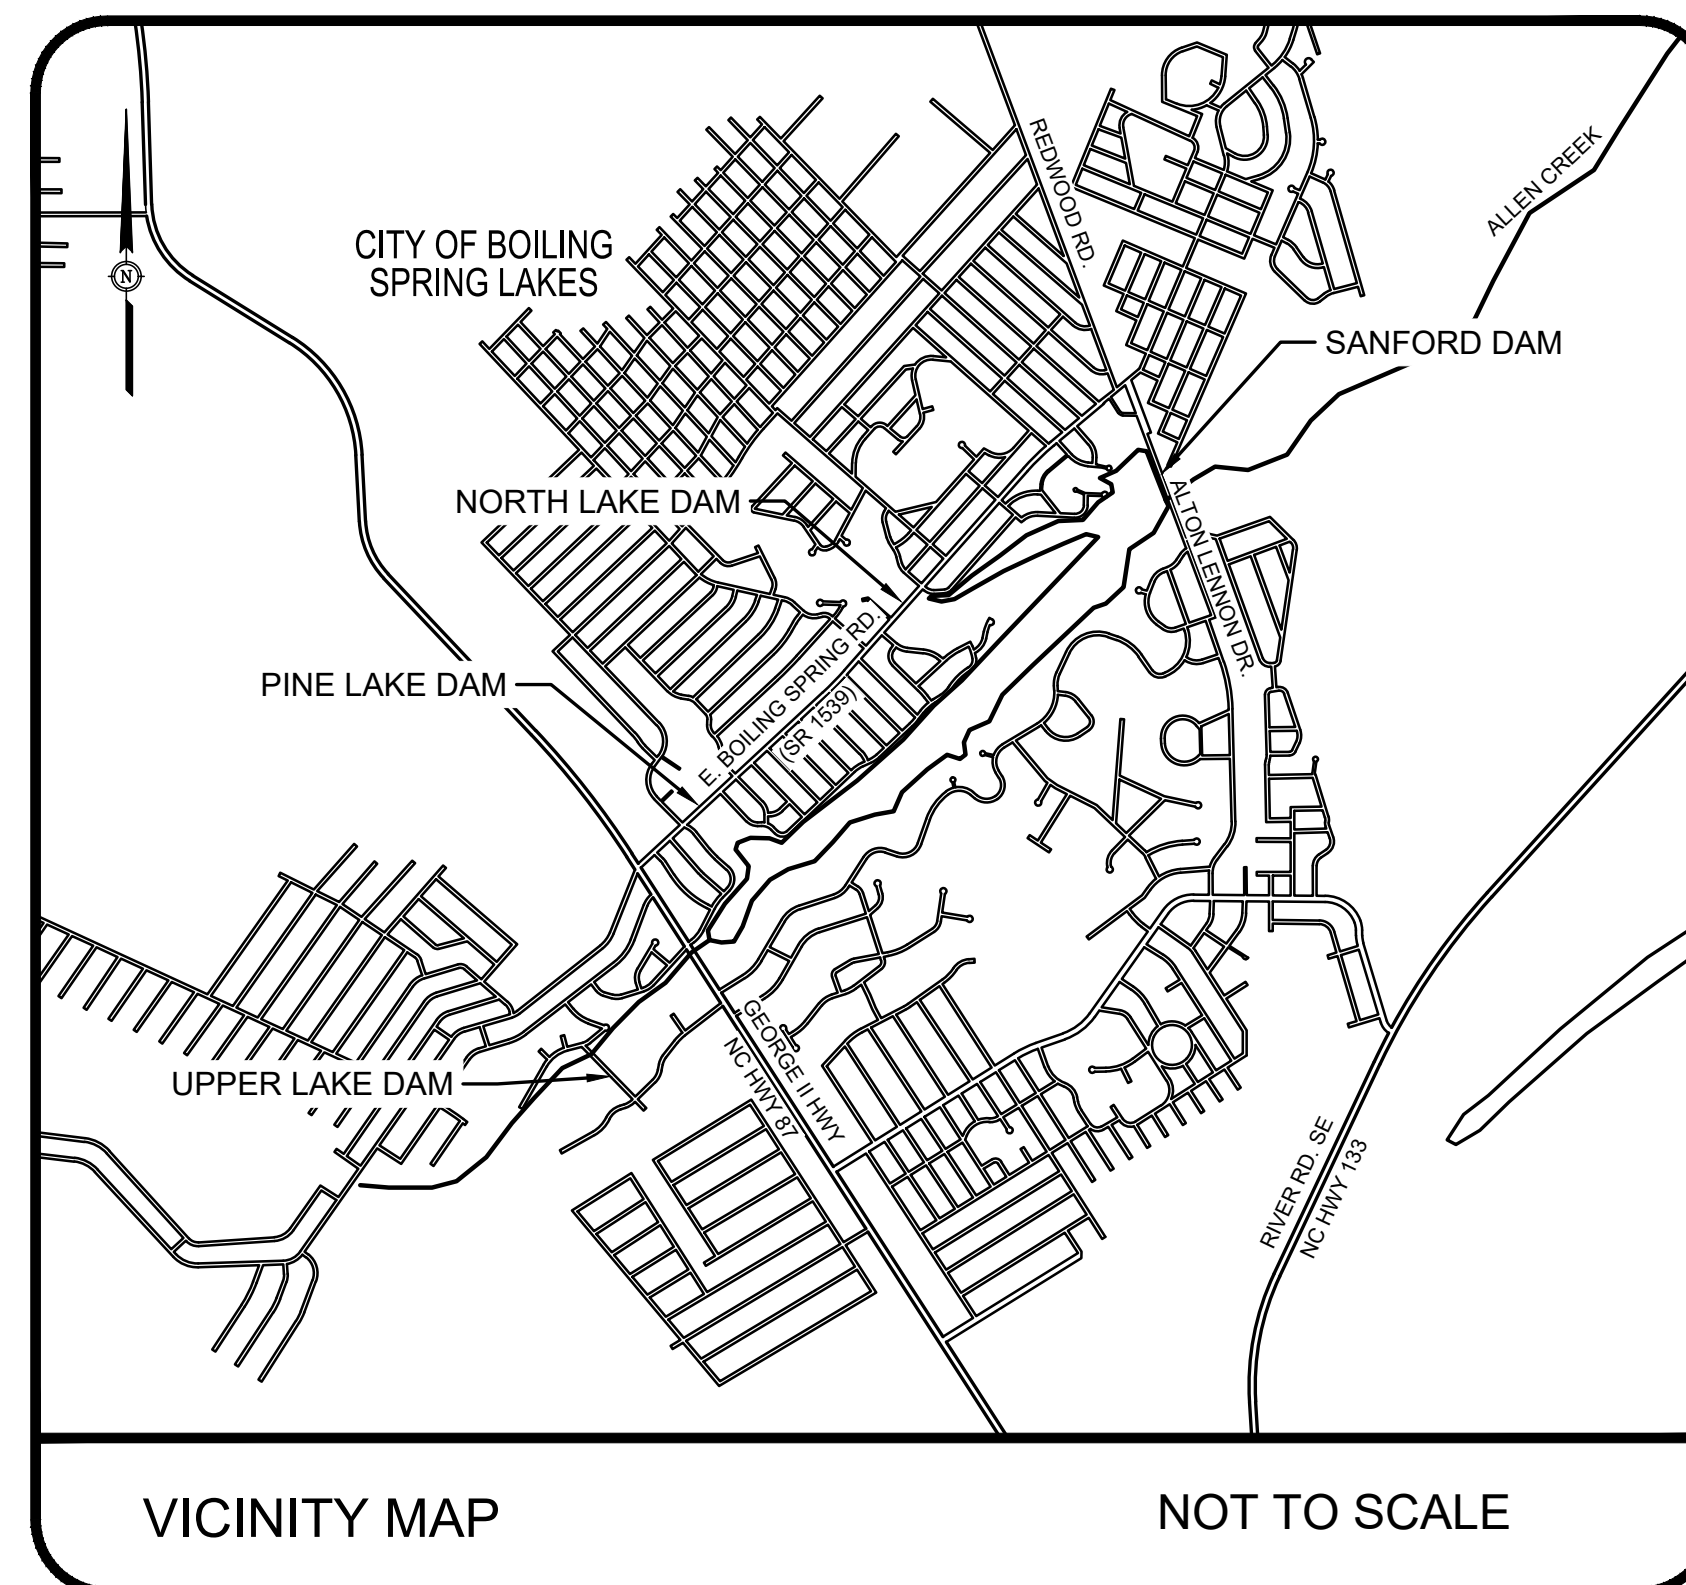 REDWOOD RD.
ALLEN CREEK
CITY OF BOILING
SPRING LAKES
N
SANFORD DAM
NORTH LAKE DAM
ALTON LENNON DR.
PINE LAKE DAM
E. BOILING SPRING RD.
(SR 1539)
UPPER LAKE DAM
GEORGE II HWY
NC HWY 87
RIVER RD. SE
NC HWY 133
VICINITY MAP
NOT TO SCALE